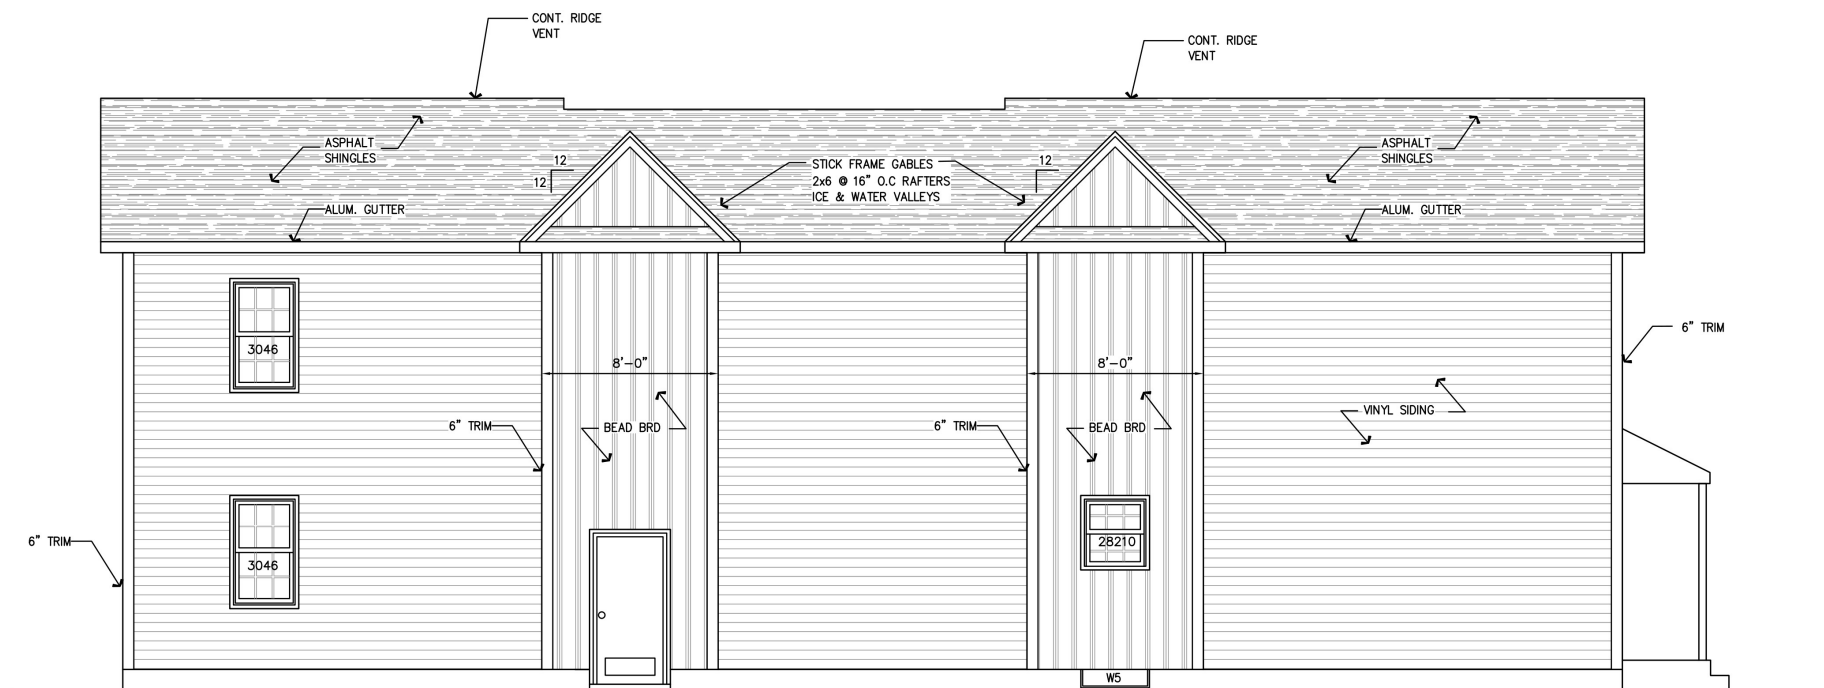 CONT. RIDGE
VENT
CONT. RIDGE
VENT
ASPHALT
SHINGLES
12
12
STICK FRAME GABLES
2x6 @ 16" O.C RAFTERS
ICE & WATER VALLEYS
12
ASPHALT
SHINGLES
ALUM. GUTTER
ALUM. GUTTER
3046
8'-0"
8'-0"
6" TRIM
6" TRIM
BEAD BRD
6" TRIM
BEAD BRD
VINYL SIDING
6" TRIM
3046
28210
W5